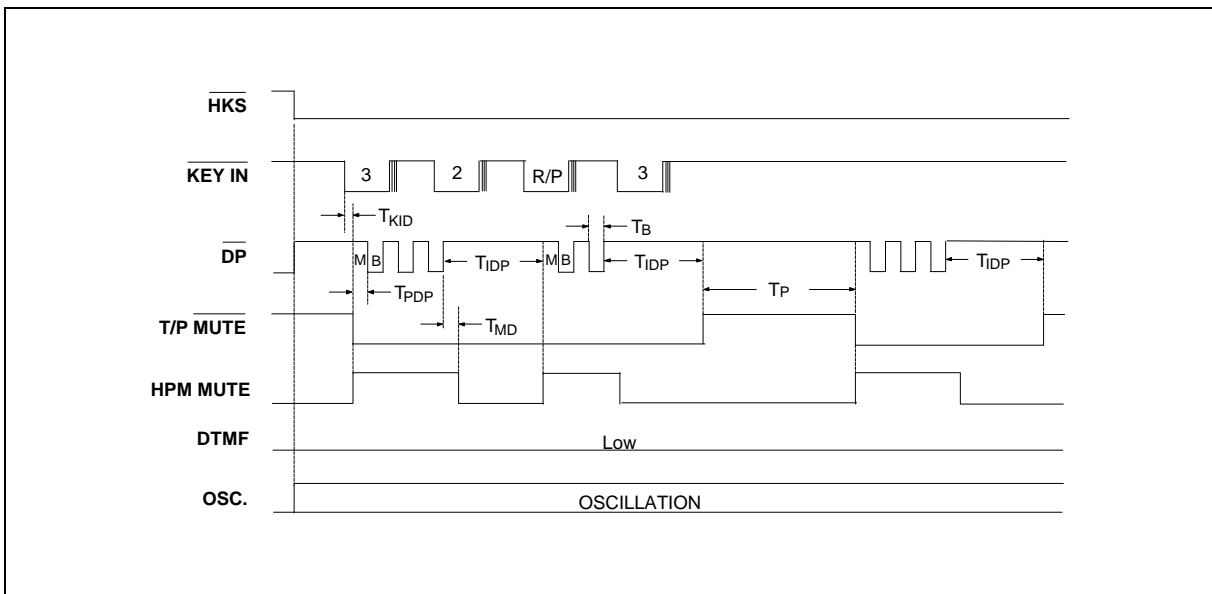 HKS
KEY IN
3
2
R/P
3
TKID
TB
DP
M B
TIDP
M B
TIDP
TIDP
TPDP
TP
T/P MUTE
TMD
HPM MUTE
DTMF
Low
OSC.
OSCILLATION